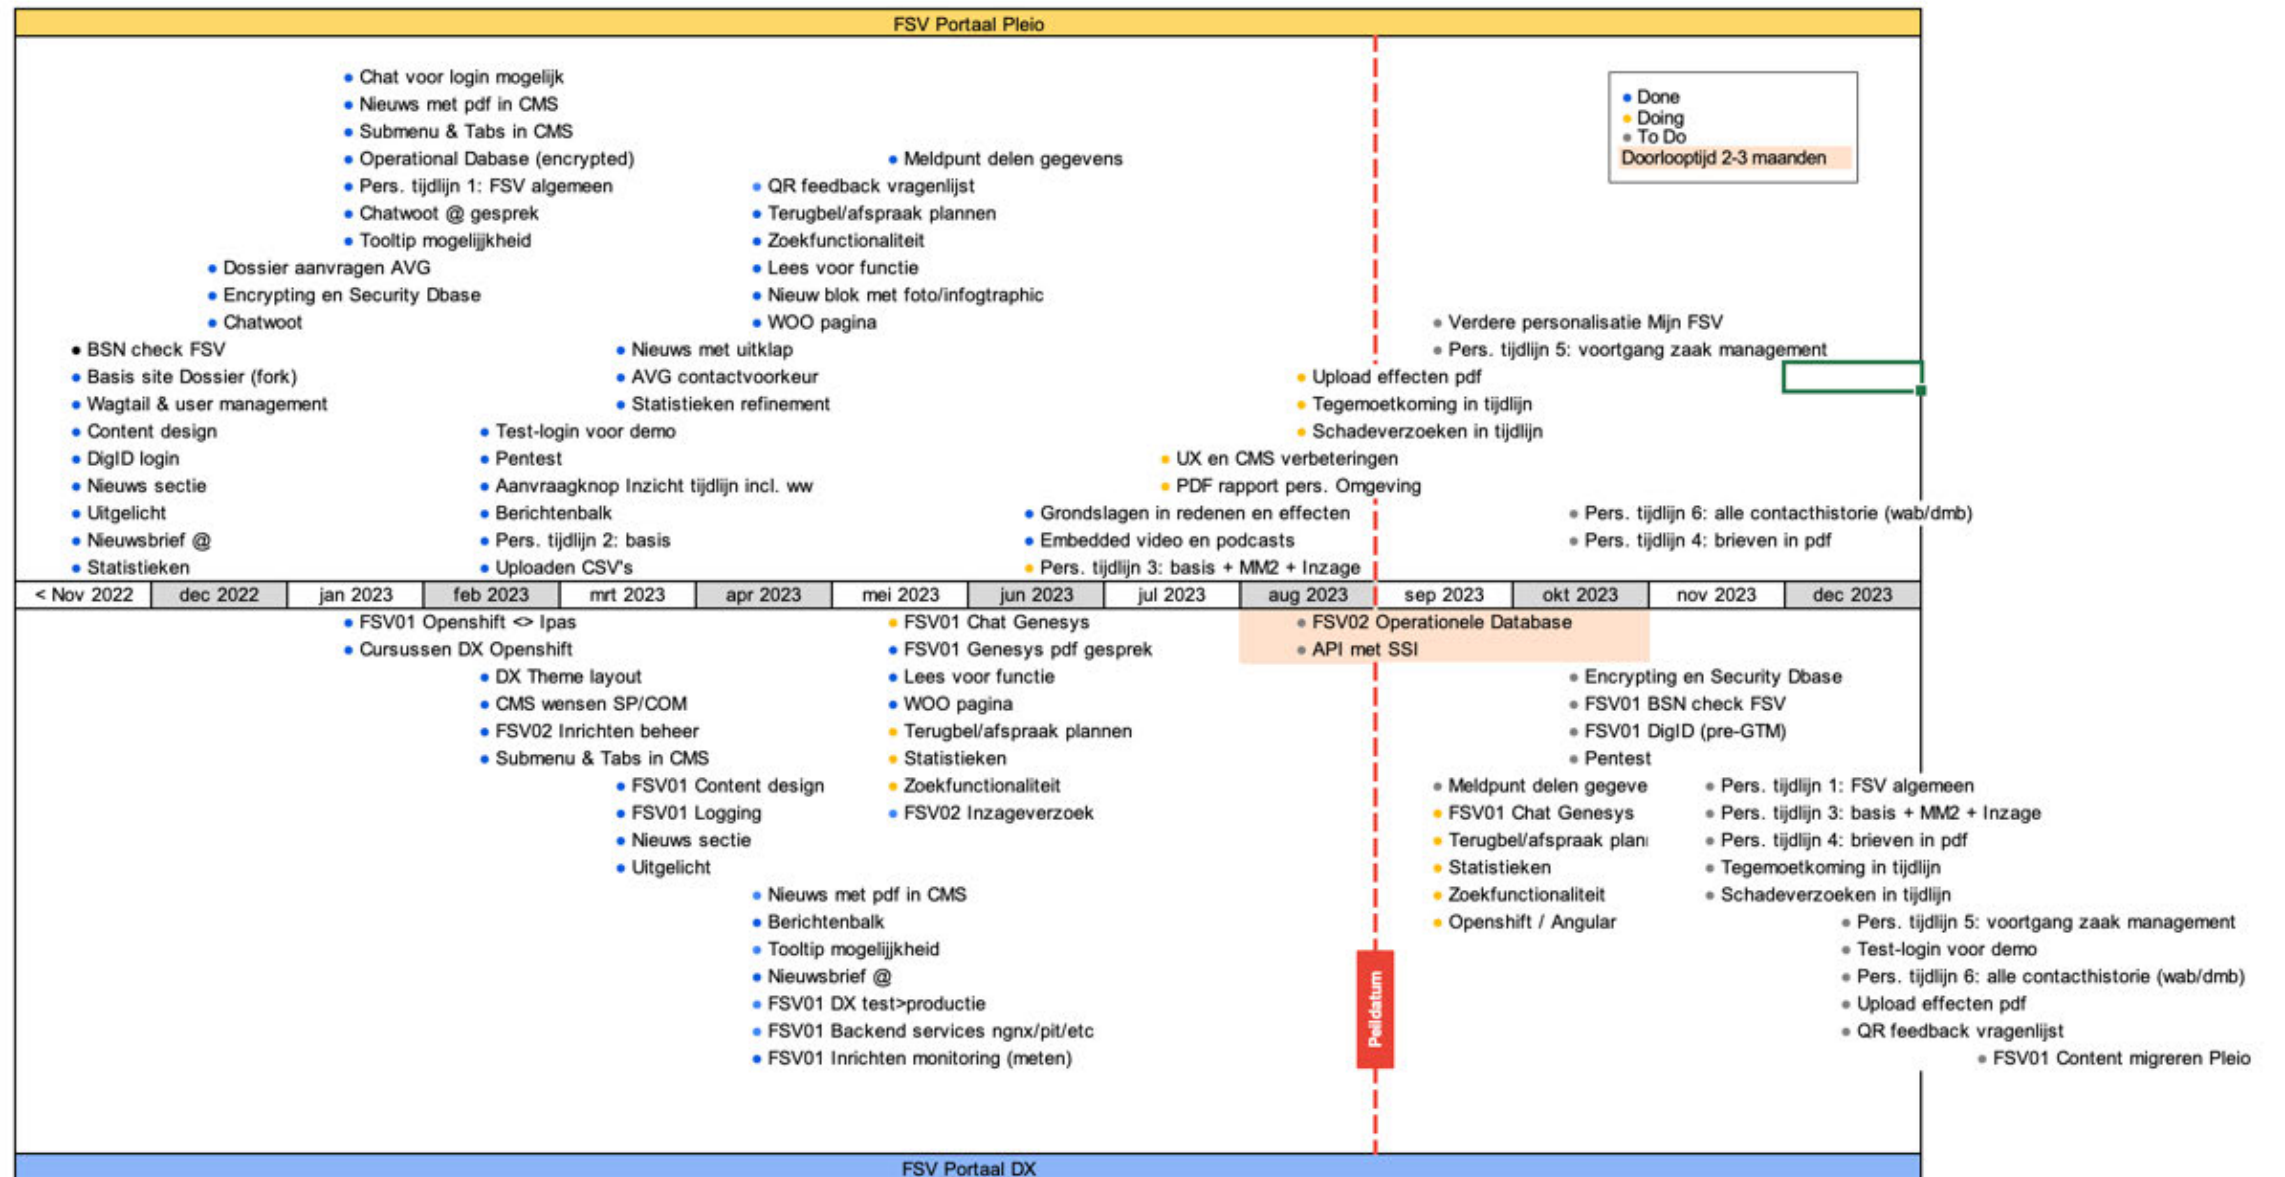 FSV Portaal Pleio
Chat voor login mogelijk
Nieuws met pdf in CMS
Submenu & Tabs in CMS
Operational Dabase (encrypted)
Pers. tijdlijn 1: FSV algemeen
Chatwoot @ gesprek
Tooltip mogelijjkheid
Dossier aanvragen AVG
Encrypting en Security Dbase
Chatwoot
BSN check FSV
Basis site Dossier (fork)
Wagtail & user management
Content design
DigID login
Nieuws sectie
Uitgelicht
Nieuwsbrief @
Statistieken
Test-login voor demo
Pentest
Aanvraagknop Inzicht tijdlijn incl. ww
Berichtenbalk
Pers. tijdlijn 2: basis
Uploaden CSV's
Nieuws met uitklap
AVG contactvoorkeur
Statistieken refinement
Meldpunt delen gegevens
QR feedback vragenlijst
Terugbel/afspraak plannen
Zoekfunctionaliteit
Lees voor functie
Nieuw blok met foto/infogtraphic
WOO pagina
Grondslagen in redenen en effecten
Embedded video en podcasts
Pers. tijdlijn 3: basis + MM2 + Inzage
UX en CMS verbeteringen
PDF rapport pers. Omgeving
Upload effecten pdf
Tegemoetkoming in tijdlijn
Schadeverzoeken in tijdlijn
Verdere personalisatie Mijn FSV
Pers. tijdlijn 5: voortgang zaak management
Pers. tijdlijn 6: alle contacthistorie (wab/dmb)
Pers. tijdlijn 4: brieven in pdf
Done
Doing
To Do
Doorlooptijd 2-3 maanden
< Nov 2022
dec 2022
jan 2023
feb 2023
mrt 2023
apr 2023
mei 2023
jun 2023
jul 2023
aug 2023
sep 2023
okt 2023
nov 2023
dec 2023
FSV01 Openshift <> Ipas
Cursussen DX Openshift
DX Theme layout
CMS wensen SP/COM
FSV02 Inrichten beheer
Submenu & Tabs in CMS
FSV01 Content design
FSV01 Logging
Nieuws sectie
Uitgelicht
Nieuws met pdf in CMS
Berichtenbalk
Tooltip mogelijjkheid
Nieuwsbrief @
FSV01 DX test>productie
FSV01 Backend services ngnx/pit/etc
FSV01 Inrichten monitoring (meten)
FSV01 Chat Genesys
FSV01 Genesys pdf gesprek
Lees voor functie
WOO pagina
Terugbel/afspraak plannen
Statistieken
Zoekfunctionaliteit
FSV02 Inzageverzoek
FSV02 Operationele Database
API met SSI
Peildatum
Meldpunt delen gegeve
FSV01 Chat Genesys
Terugbel/afspraak plan
Statistieken
Zoekfunctionaliteit
Openshift / Angular
Encrypting en Security Dbase
FSV01 BSN check FSV
FSV01 DigID (pre-GTM)
Pentest
Pers. tijdlijn 1: FSV algemeen
Pers. tijdlijn 3: basis + MM2 + Inzage
Pers. tijdlijn 4: brieven in pdf
Tegemoetkoming in tijdlijn
Schadeverzoeken in tijdlijn
Pers. tijdlijn 5: voortgang zaak management
Test-login voor demo
Pers. tijdlijn 6: alle contacthistorie (wab/dmb)
Upload effecten pdf
QR feedback vragenlijst
FSV01 Content migreren Pleio
FSV Portaal DX